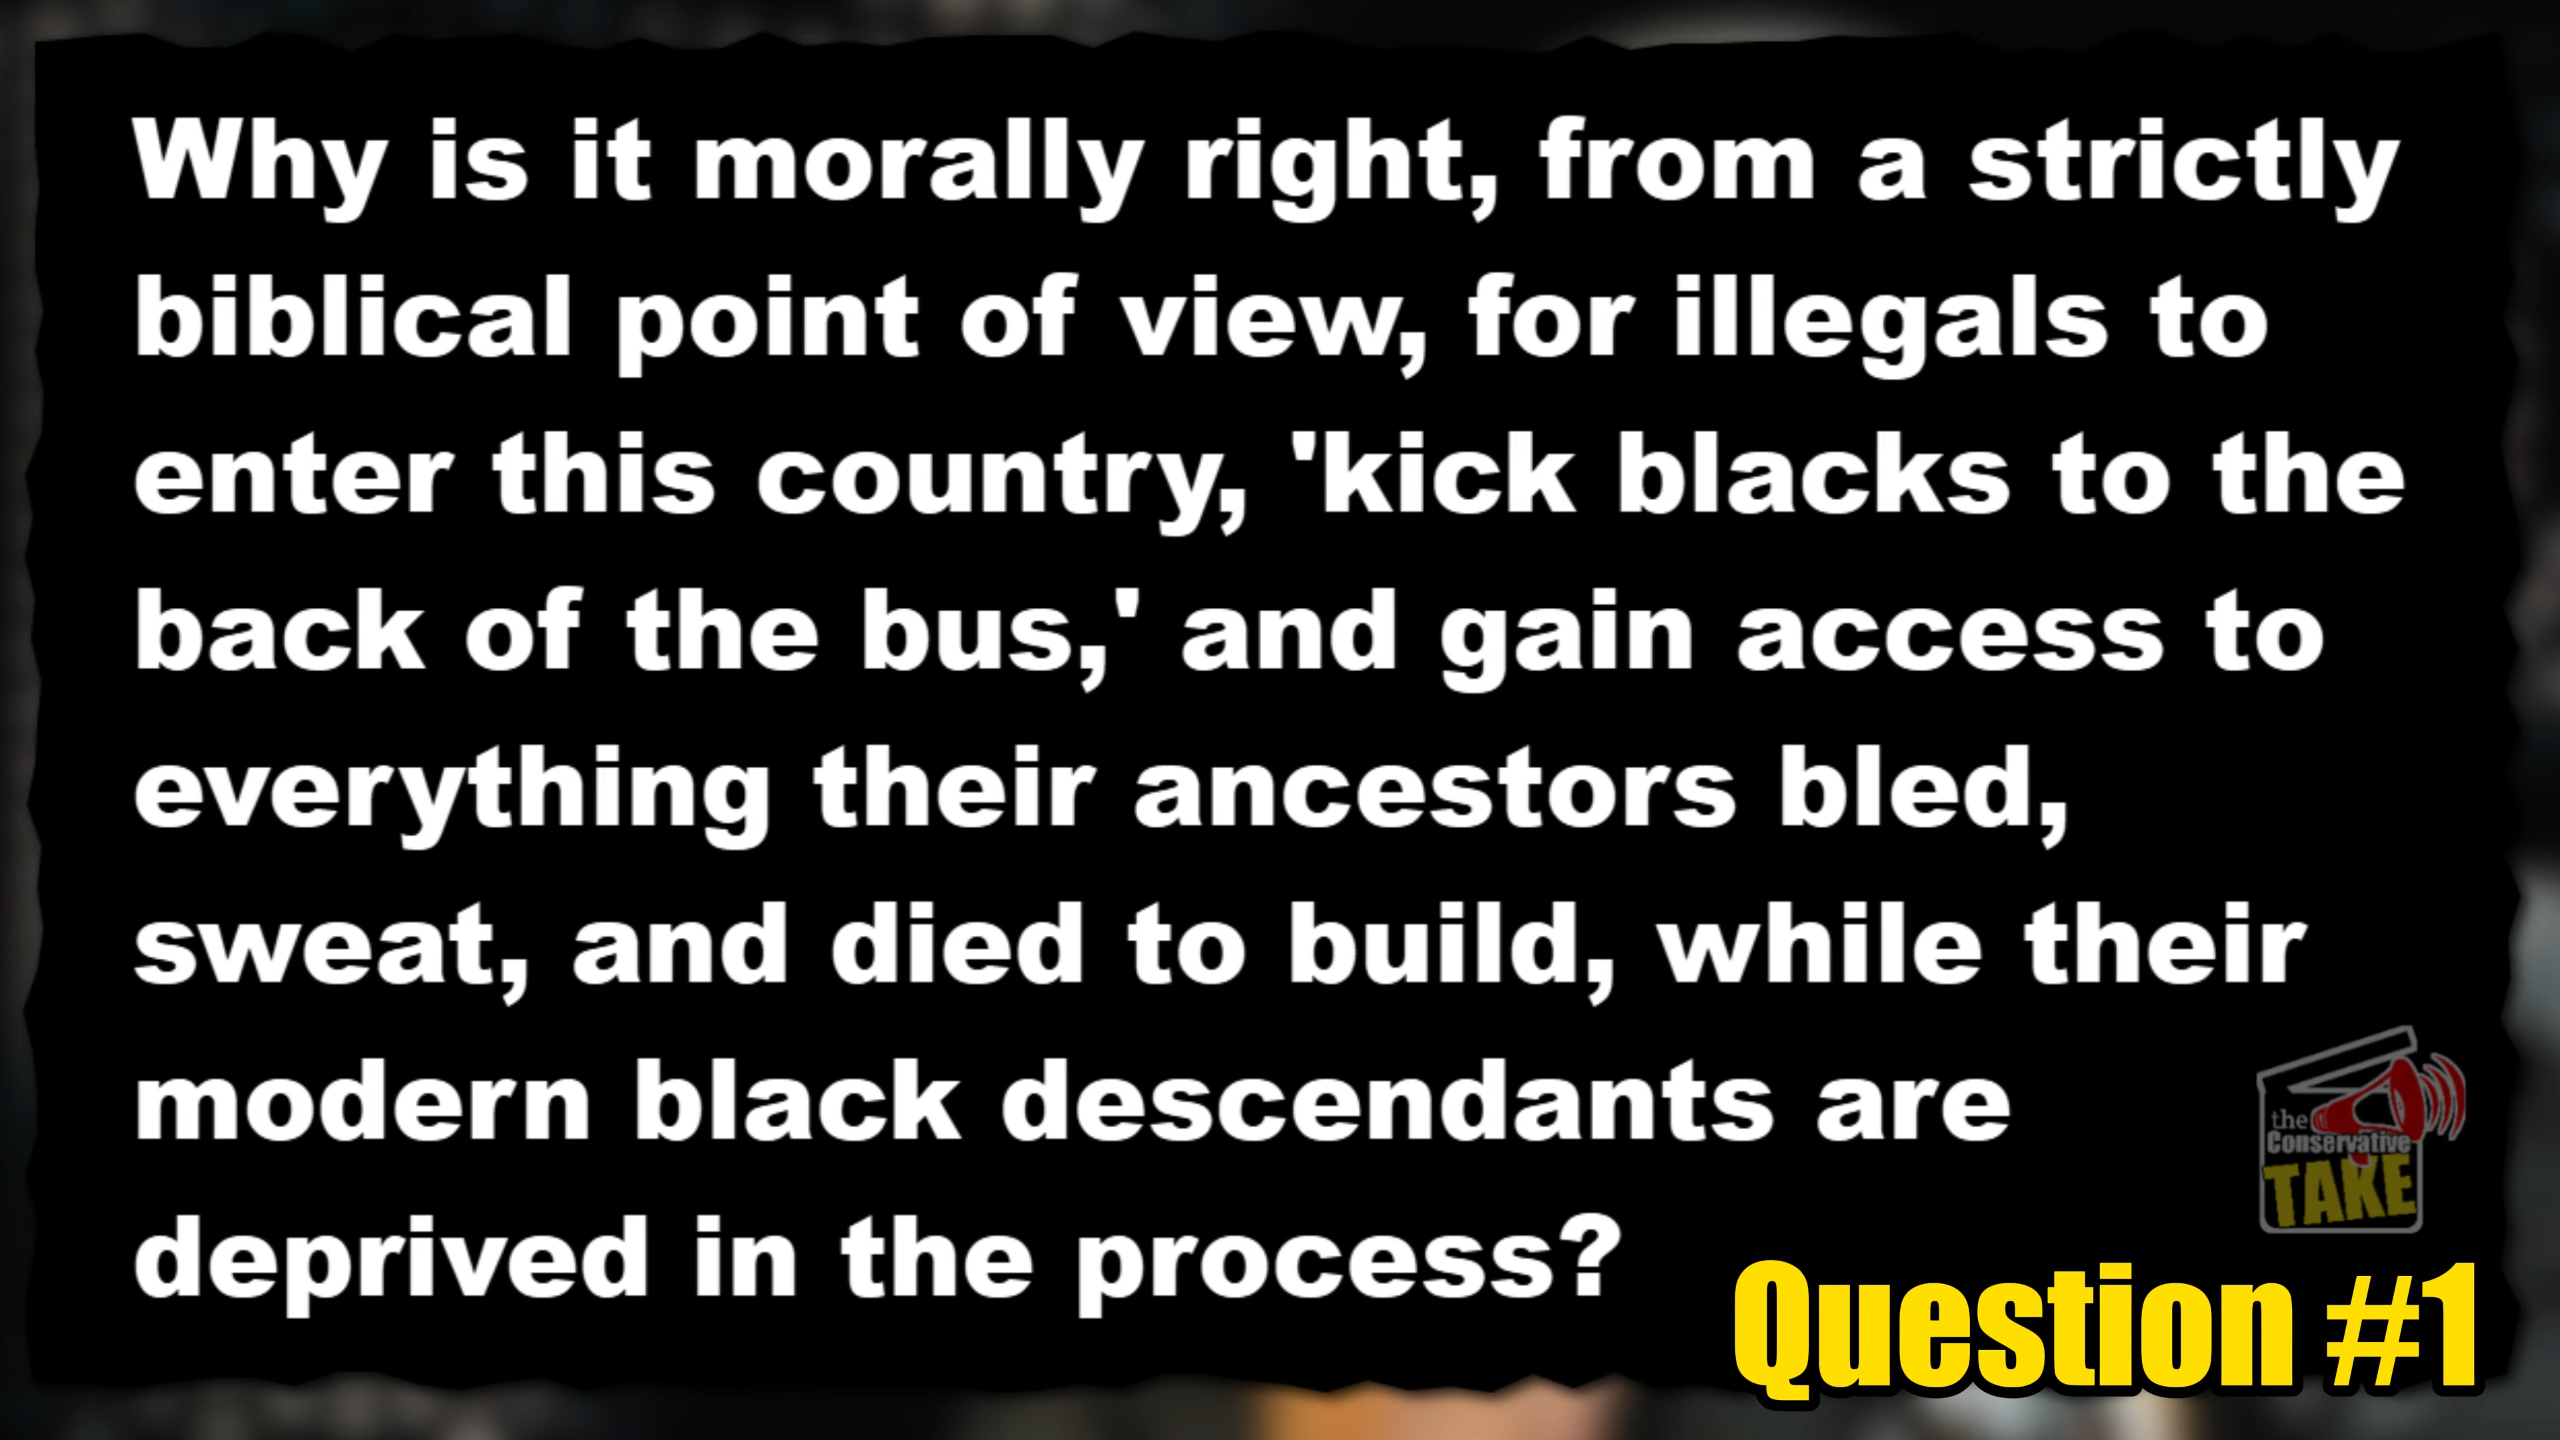 Why is it morally right, from a strictly
biblical point of view, for illegals to
enter this country, 'kick blacks to the
back of the bus,' and gain access to
everything their ancestors bled,
sweat, and died to build, while their
modern black descendants are
deprived in the process?
the
Conservative
TAKE
Question #1